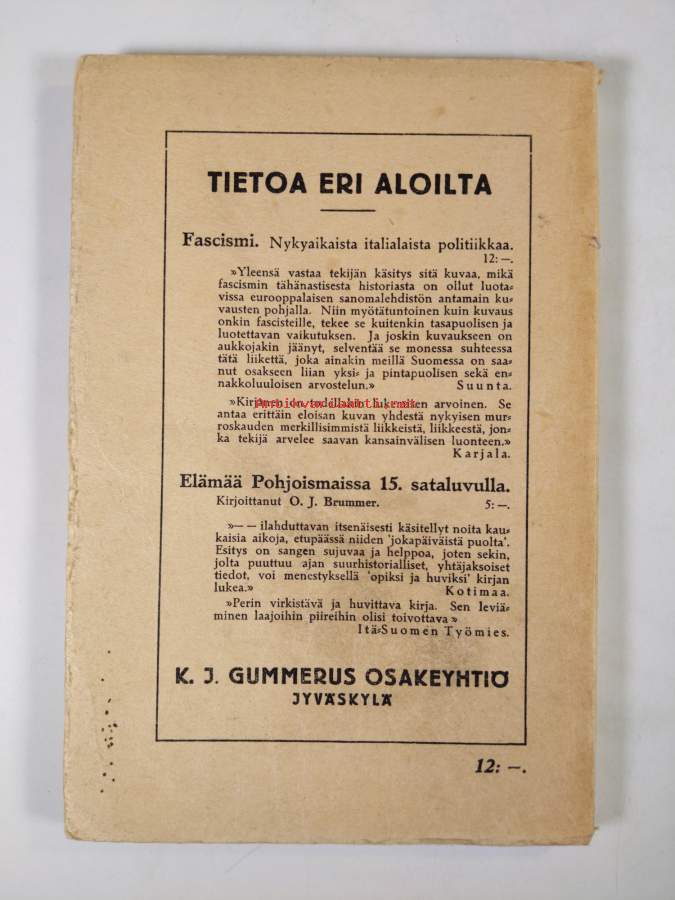 TIETOA ERI ALOILTA
Fascismi. Nykyaikaista italialaista politiikkaa.
12: —.
»Yleensä vastaa tekijän käsitys sitä kuvaa, mikä
fascismin tähänastisesta historiasta on ollut luota⸗
vissa eurooppalaisen sanomalehdistön antamain ku⸗
vausten pohjalla. Niin myötätuntoinen kuin kuvaus
onkin fascisteille, tekee se kuitenkin tasapuolisen ja
luotettavan vaikutuksen. Ja joskin kuvaukseen on
aukkojakin jäänyt, selventää se monessa suhteessa
tätä liikettä, joka ainakin meillä Suomessa on saa⸗
nut osakseen liian yksi⸗ ja pintapuolisen sekä en⸗
nakkoluuloisen arvostelun.» Suunta.
»Kirjanen on todellakin lukemisen arvoinen. Se
antaa erittäin eloisan kuvan yhdestä nykyisen mur⸗
roskauden merkillisimmistä liikkeistä, liikkeestä, jon⸗
ka tekijä arvelee saavan kansainvälisen luonteen.»
Karjala.
Elämää Pohjoismaissa 15. sataluvulla.
Kirjoittanut O. J. Brummer. 5: —.
»— — ilahduttavan itsenäisesti käsitellyt noita kau⸗
kaisia aikoja, etupäässä niiden 'jokapäiväistä puolta'.
Esitys on sangen sujuvaa ja helppoa, joten sekin,
jolta puuttuu ajan suurhistorialliset, yhtäjaksoiset
tiedot, voi menestyksellä 'opiksi ja huviksi' kirjan
lukea.» Kotimaa.
»Perin virkistävä ja huvittava kirja. Sen leviä⸗
minen laajoihin piireihin olisi toivottava» 
Itä⸗Suomen Työmies.
K. J. GUMMERUS OSAKEYHTIÖ
JYVÄSKYLÄ
12: —.